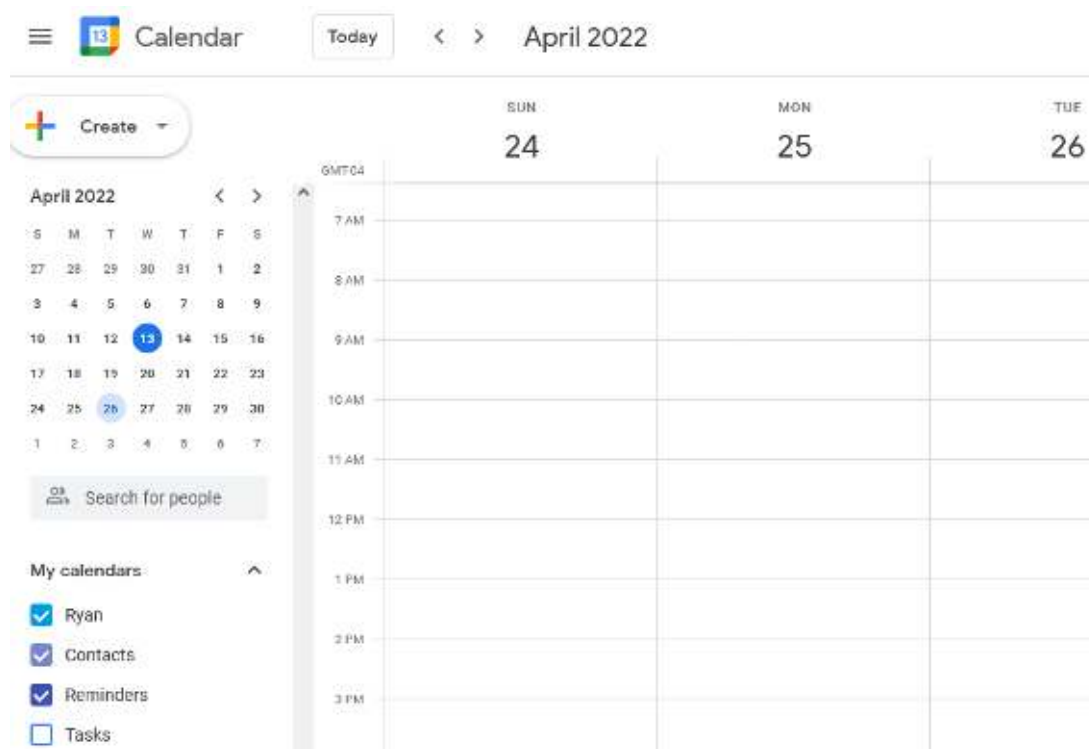 13 Calendar Today April 2022
Create
SUN MON TUE
24 25 26
GMT-04
April 2022
S M T W T F S
27 28 29 30 31 1 2
3 4 5 6 7 8 9
10 11 12 13 14 15 16
17 18 19 20 21 22 23
24 25 26 27 28 29 30
1 2 3 4 5 6 7
Search for people
My calendars
Ryan
Contacts
Reminders
Tasks
7 AM
8 AM
9 AM
10 AM
11 AM
12 PM
1 PM
2 PM
3 PM